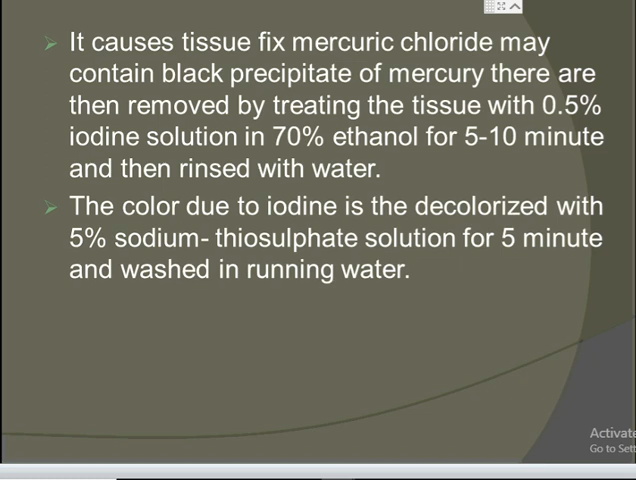 It causes tissue fix mercuric chloride may
contain black precipitate of mercury there are
then removed by treating the tissue with 0.5%
iodine solution in 70% ethanol for 5-10 minute
and then rinsed with water.
The color due to iodine is the decolorized with
5% sodium- thiosulphate solution for 5 minute
and washed in running water.
Activate
Go to Sett